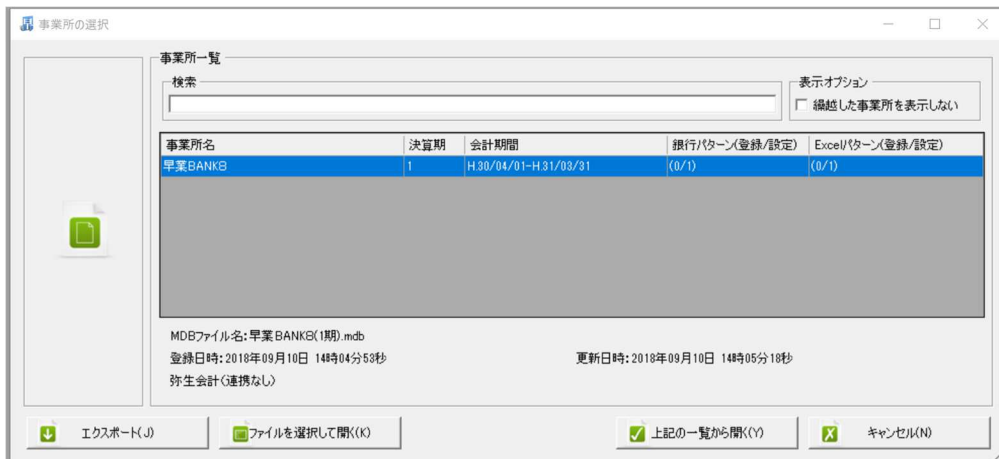 事業所の選択
事業所一覧
検索
表示オプション
繰越した事業所を表示しない
事業所名 決算期 会計期間 銀行パターン(登録/設定) Excelパターン(登録/設定)
早業BANK8 1 H.30/04/01-H.31/03/31 (0/1) (0/1)
MDBファイル名:早業BANK8(1期).mdb
登録日時:2018年09月10日 14時04分53秒 更新日時:2018年09月10日 14時05分18秒
弥生会計(連携なし)
エクスポート(J) ファイルを選択して開く(K) 上記の一覧から開く(Y) キャンセル(N)